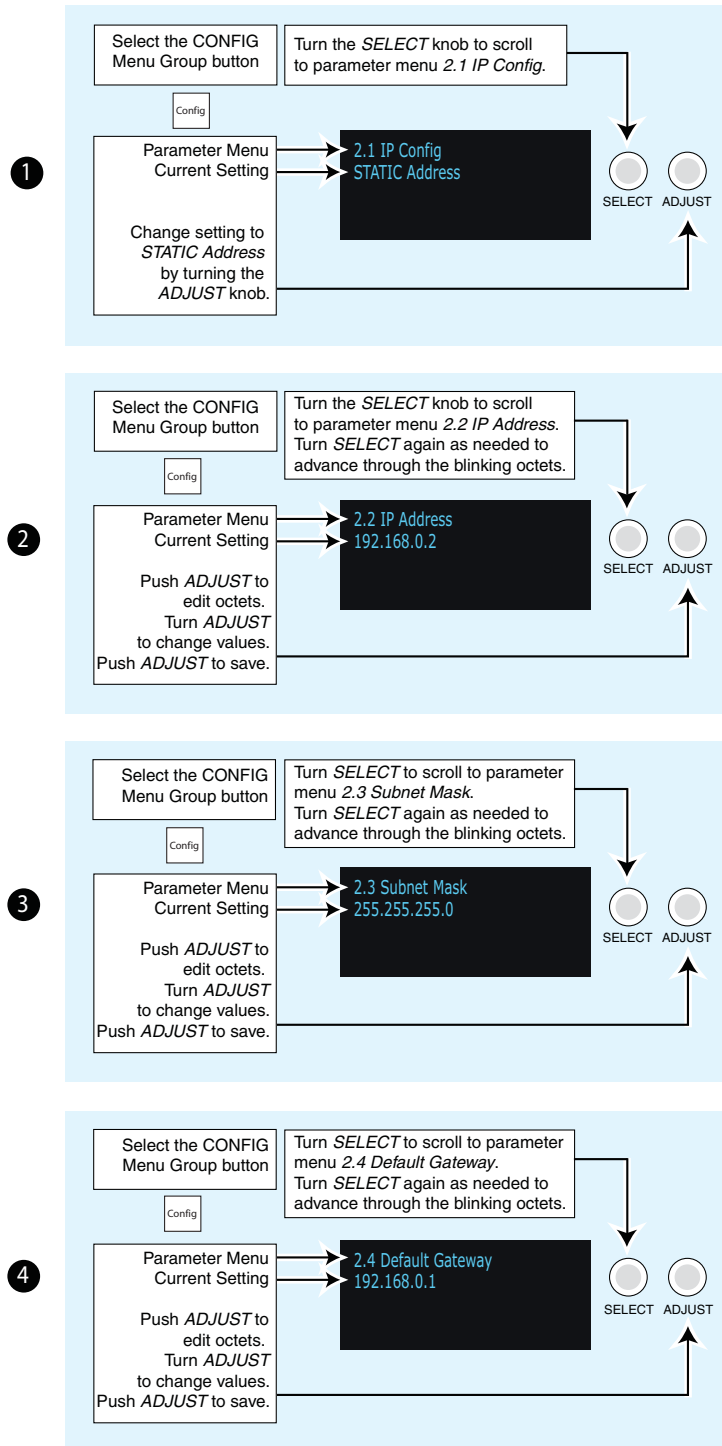 1
Select the CONFIG
Menu Group button
Turn the SELECT knob to scroll
to parameter menu 2.1 IP Config.
Config
Parameter Menu
Current Setting
Change setting to
STATIC Address
by turning the
ADJUST knob.
2.1 IP Config
STATIC Address
SELECT
ADJUST
2
Select the CONFIG
Menu Group button
Turn the SELECT knob to scroll
to parameter menu 2.2 IP Address.
Turn SELECT again as needed to
advance through the blinking octets.
Config
Parameter Menu
Current Setting
Push ADJUST to
edit octets.
Turn ADJUST
to change values.
Push ADJUST to save.
2.2 IP Address
192.168.0.2
SELECT
ADJUST
3
Select the CONFIG
Menu Group button
Turn SELECT to scroll to parameter
menu 2.3 Subnet Mask.
Turn SELECT again as needed to
advance through the blinking octets.
Config
Parameter Menu
Current Setting
Push ADJUST to
edit octets.
Turn ADJUST
to change values.
Push ADJUST to save.
2.3 Subnet Mask
255.255.255.0
SELECT
ADJUST
4
Select the CONFIG
Menu Group button
Turn SELECT to scroll to parameter
menu 2.4 Default Gateway.
Turn SELECT again as needed to
advance through the blinking octets.
Config
Parameter Menu
Current Setting
Push ADJUST to
edit octets.
Turn ADJUST
to change values.
Push ADJUST to save.
2.4 Default Gateway
192.168.0.1
SELECT
ADJUST